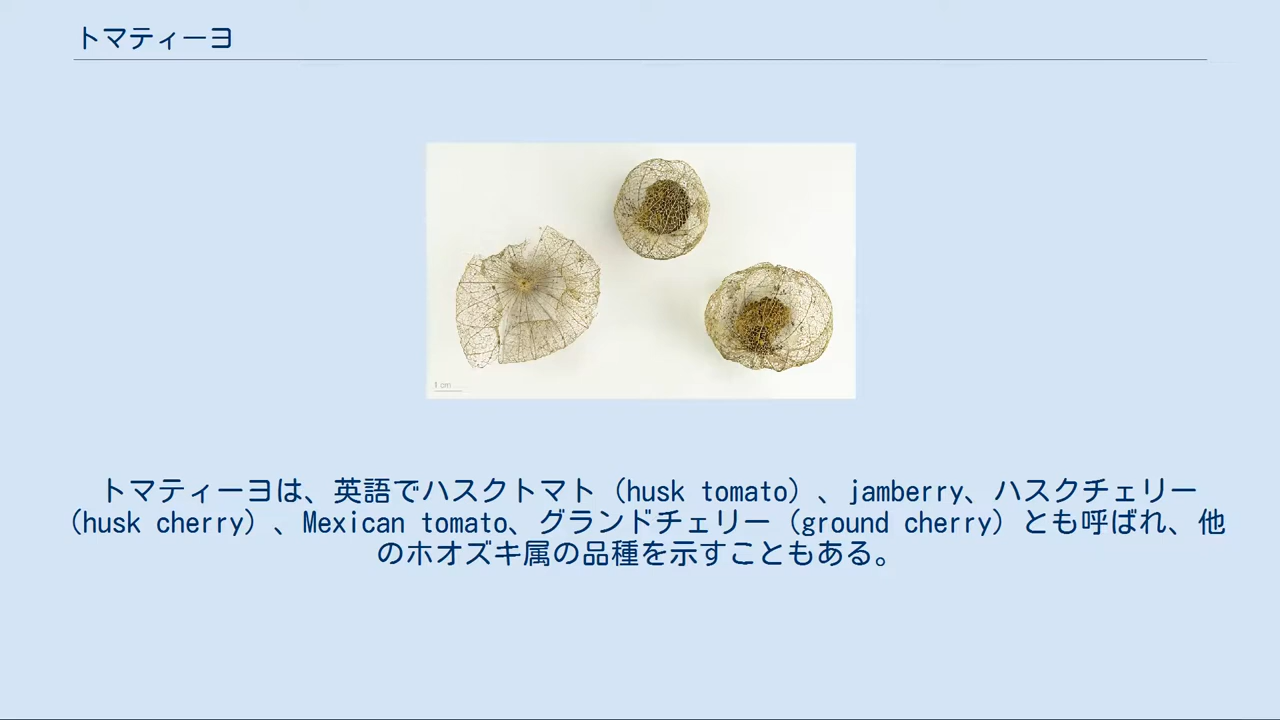 トマティーヨ
1 cm
トマティーヨは、英語でハスクトマト（husk tomato）、jamberry、ハスクチェリー
（husk cherry）、Mexican tomato、グランドチェリー（ground cherry）とも呼ばれ、他
のホオズキ属の品種を示すこともある。